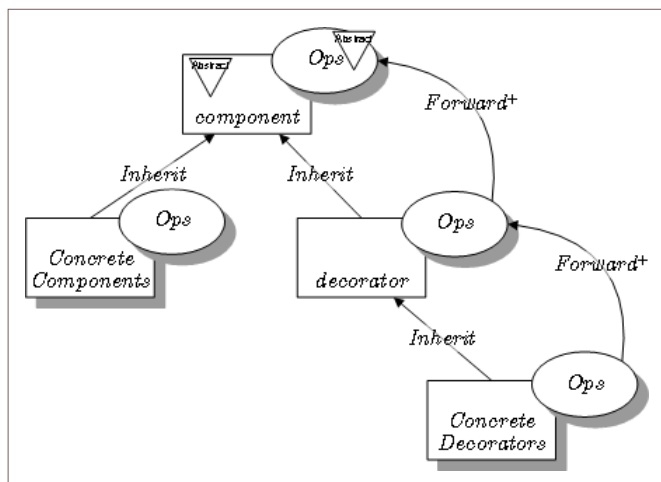 Abstract
Ops
Abstract
component
Forward+
Inherit
Inherit
Ops
Ops
Concrete
Components
decorator
Forward+
Inherit
Ops
Concrete
Decorators